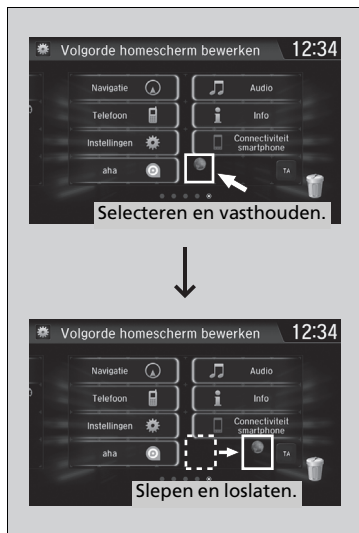 Volgorde homescherm bewerken 12:34
Navigatie
Audio
Telefoon
Info
Instellingen
Connectiviteit
smartphone
aha
TA
Selecteren en vasthouden.
Volgorde homescherm bewerken 12:34
Navigatie
Audio
Telefoon
Info
Instellingen
Connectiviteit
smartphone
aha
TA
Slepen en loslaten.